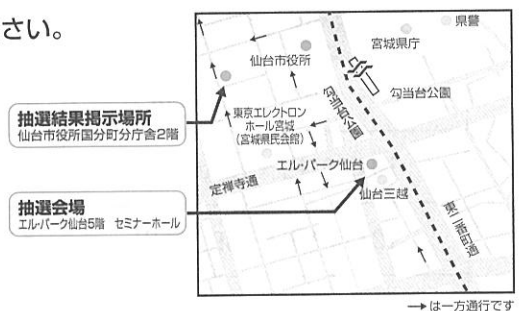 さい。
抽選結果掲示場所
仙台市役所国分町分庁舎2階
抽選会場
エル・パーク仙台5階 セミナーホール
県警
宮城県庁
仙台市役所
勾当台公園
東京エレクトロン
ホール宮城
(宮城県民会館)
勾当台公園
エル・パーク仙台
定禅寺通
仙台三越
東二番町通
→は一方通行です